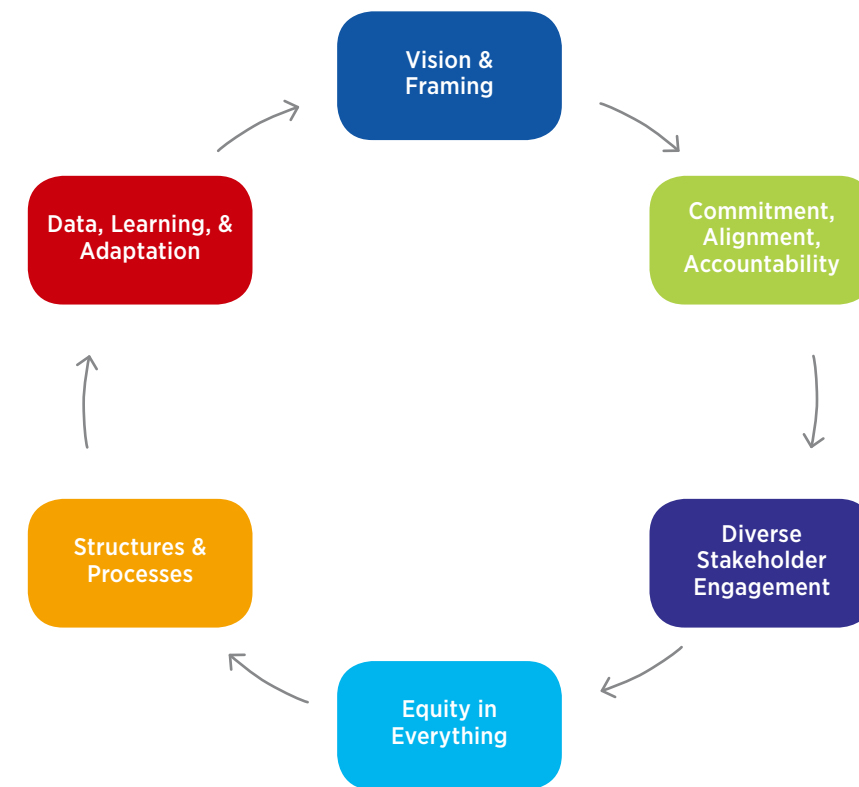 Vision &
Framing
Commitment,
Alignment,
Accountability
Diverse
Stakeholder
Engagement
Equity in
Everything
Structures &
Processes
Data, Learning, &
Adaptation